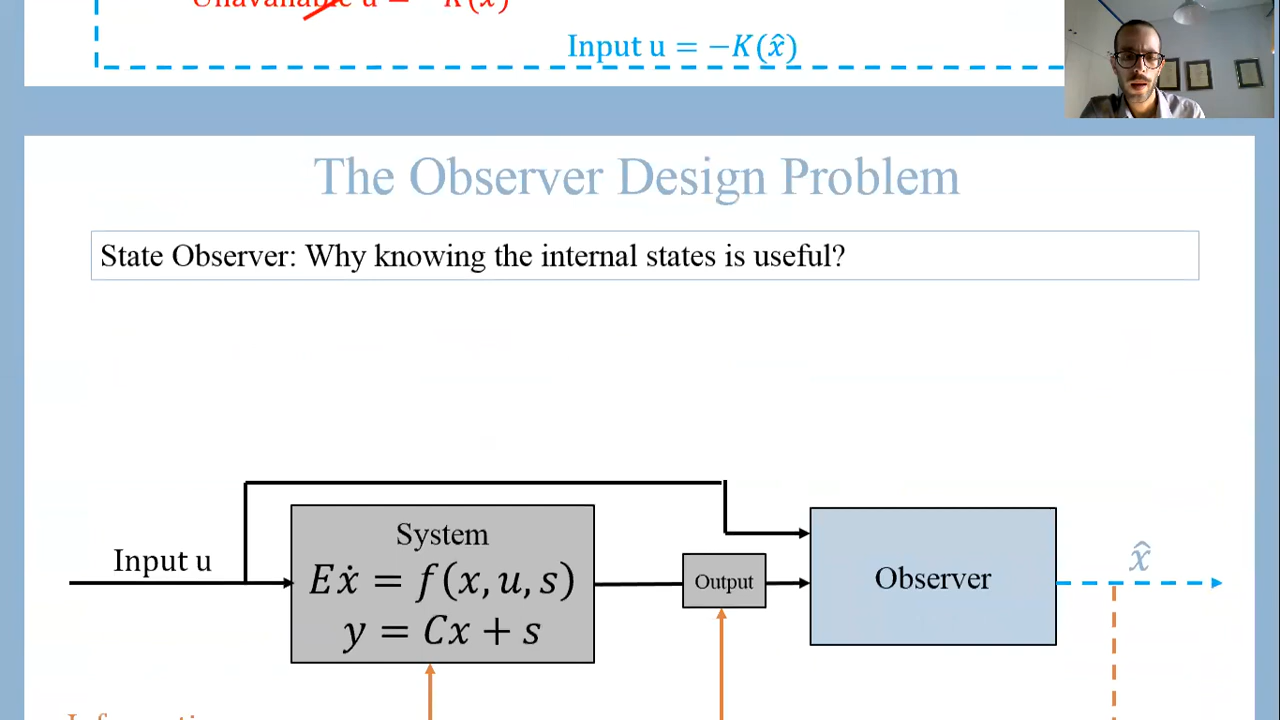 Unavailable u = −K(x)
Input u = −K(x̂)
The Observer Design Problem
State Observer: Why knowing the internal states is useful?
System
Input u
Eẋ = f(x, u, s)
Output
Observer
x̂
y = Cx + s